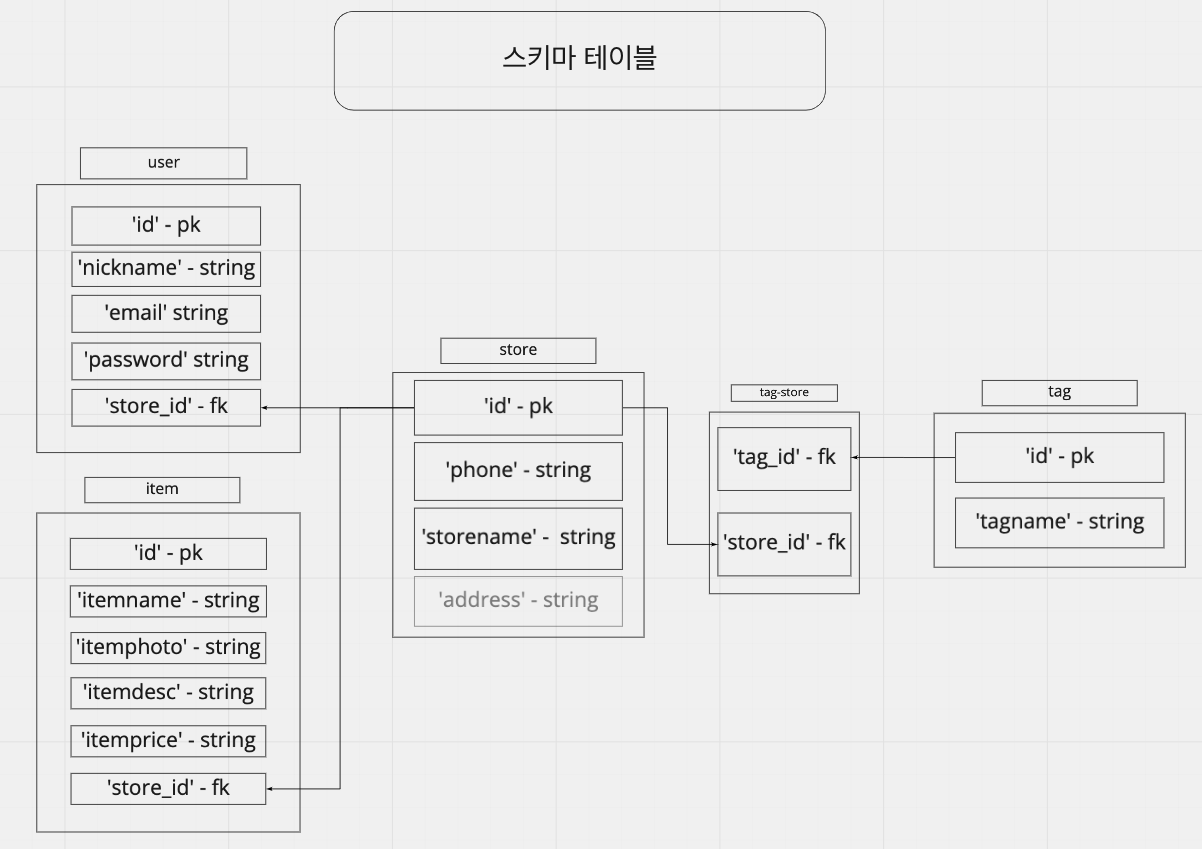 스키마 테이블
user
'id' - pk
'nickname' - string
'email' string
'password' string
'store_id' - fk
item
'id' - pk
'itemname' - string
'itemphoto' - string
'itemdesc' - string
'itemprice' - string
'store_id' - fk
store
'id' - pk
'phone' - string
'storename' -  string
'address' - string
tag-store
'tag_id' - fk
'store_id' - fk
tag
'id' - pk
'tagname' - string